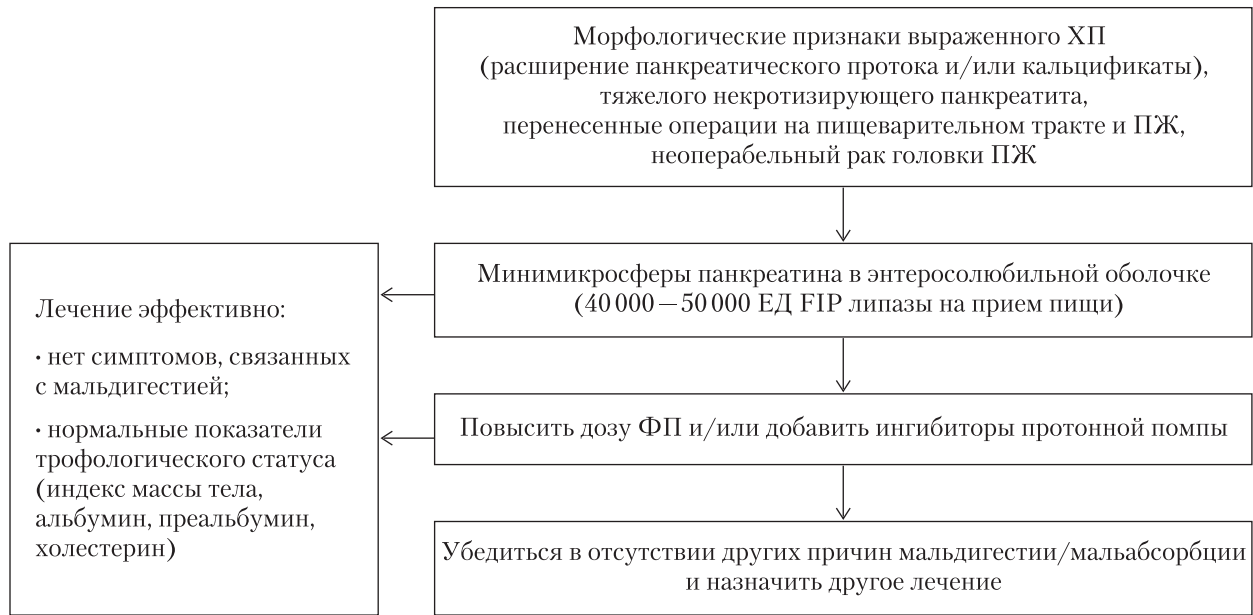 Морфологические признаки выраженного ХП
(расширение панкреатического протока и/или кальцификаты),
тяжелого некротизирующего панкреатита,
перенесенные операции на пищеварительном тракте и ПЖ,
неоперабельный рак головки ПЖ
Минимикросферы панкреатина в энтеросолюбильной оболочке
(40 000 – 50 000 ЕД FIP липазы на прием пищи)
Повысить дозу ФП и/или добавить ингибиторы протонной помпы
Убедиться в отсутствии других причин мальдигестии/мальабсорбции
и назначить другое лечение
Лечение эффективно:
· нет симптомов, связанных
с мальдигестией;
· нормальные показатели
трофологического статуса
(индекс массы тела,
альбумин, преальбумин,
холестерин)